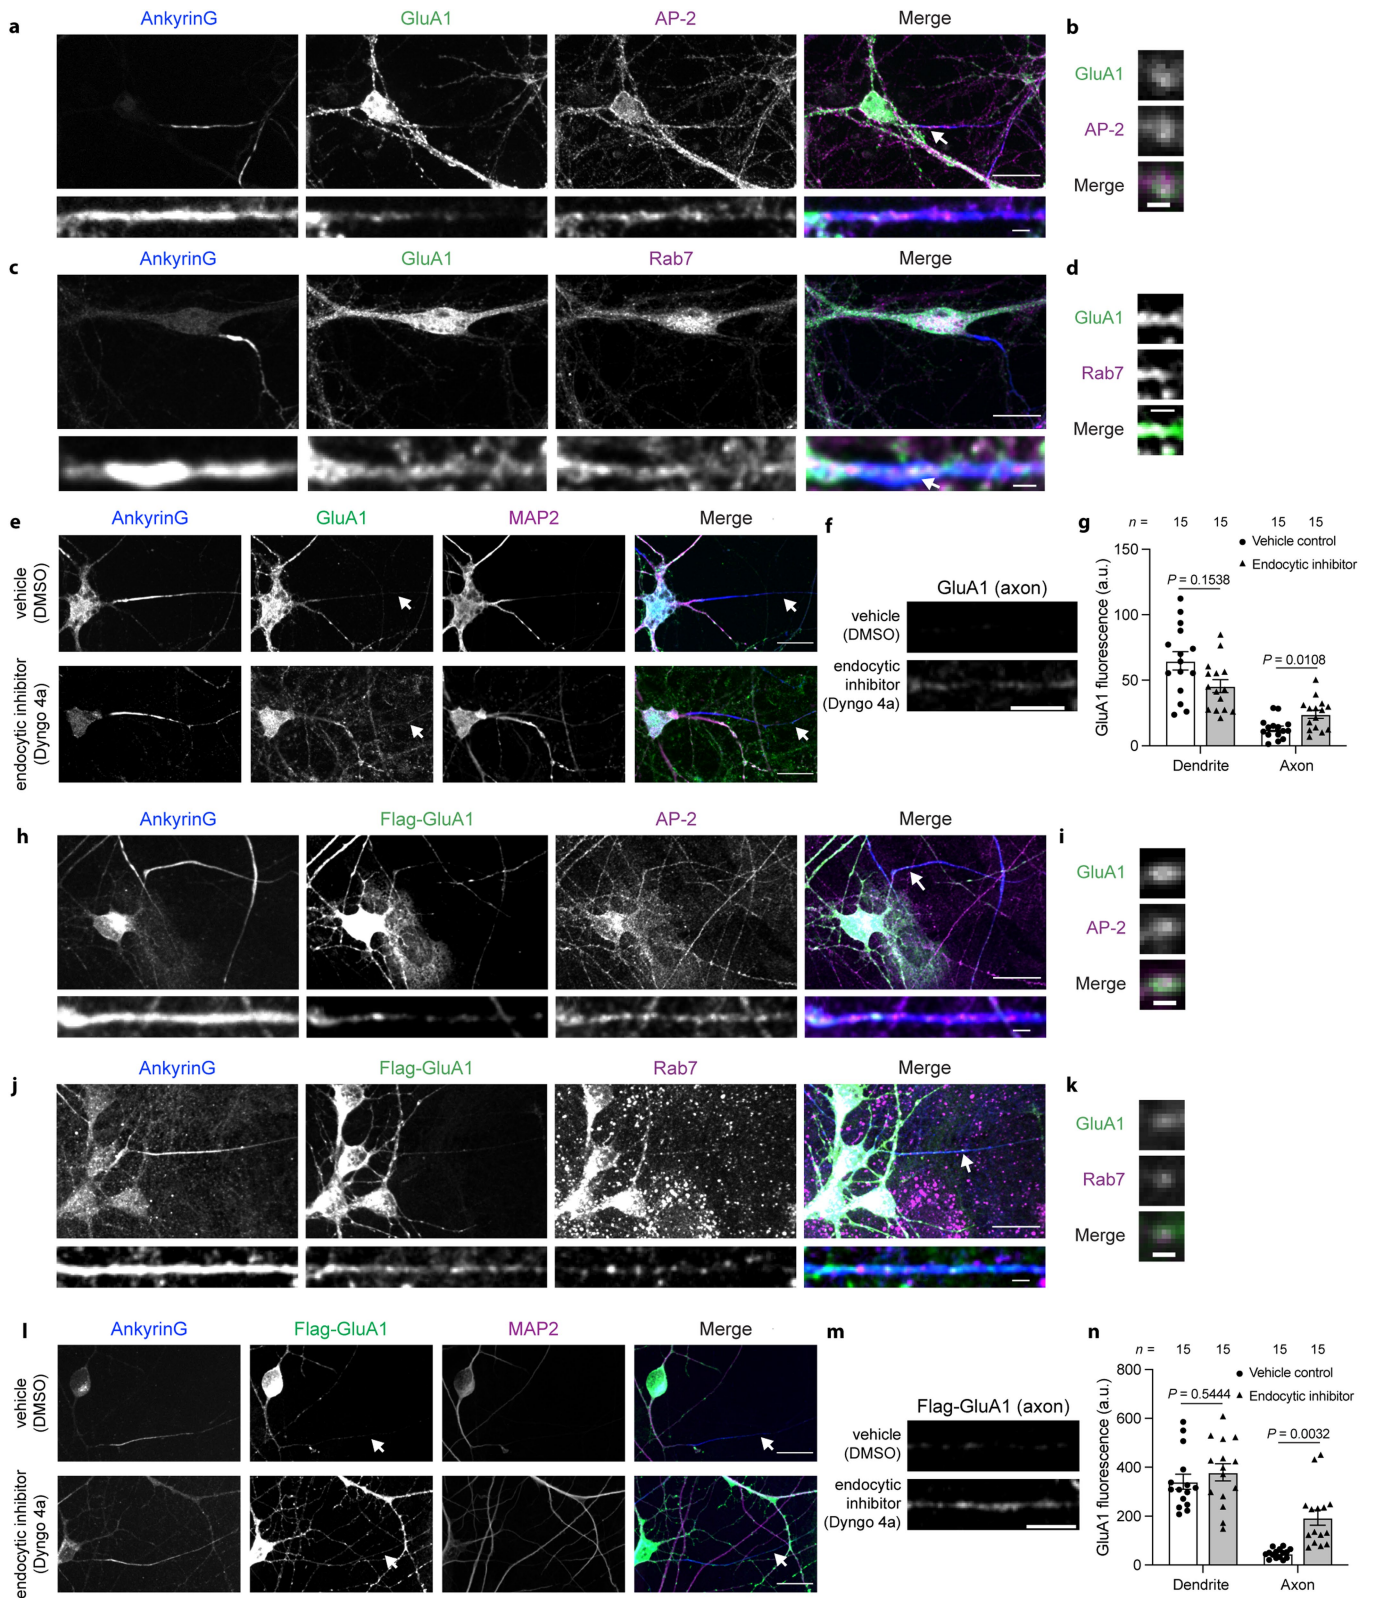 a
AnkyrinG GluA1 AP-2 Merge
b
GluA1
AP-2
Merge
c
AnkyrinG GluA1 Rab7 Merge
d
GluA1
Rab7
Merge
e
AnkyrinG GluA1 MAP2 Merge
vehicle
(DMSO)
endocytic inhibitor
(Dyngo 4a)
f
GluA1 (axon)
vehicle
(DMSO)
endocytic
inhibitor
(Dyngo 4a)
g
n = 15 15 15 15
Vehicle control
Endocytic inhibitor
GluA1 fluorescence (a.u.)
150
100
50
0
P = 0.1538
P = 0.0108
Dendrite Axon
h
AnkyrinG Flag-GluA1 AP-2 Merge
i
GluA1
AP-2
Merge
j
AnkyrinG Flag-GluA1 Rab7 Merge
k
GluA1
Rab7
Merge
l
AnkyrinG Flag-GluA1 MAP2 Merge
vehicle
(DMSO)
endocytic inhibitor
(Dyngo 4a)
m
Flag-GluA1 (axon)
vehicle
(DMSO)
endocytic
inhibitor
(Dyngo 4a)
n
n = 15 15 15 15
Vehicle control
Endocytic inhibitor
GluA1 fluorescence (a.u.)
800
600
400
200
0
P = 0.5444
P = 0.0032
Dendrite Axon